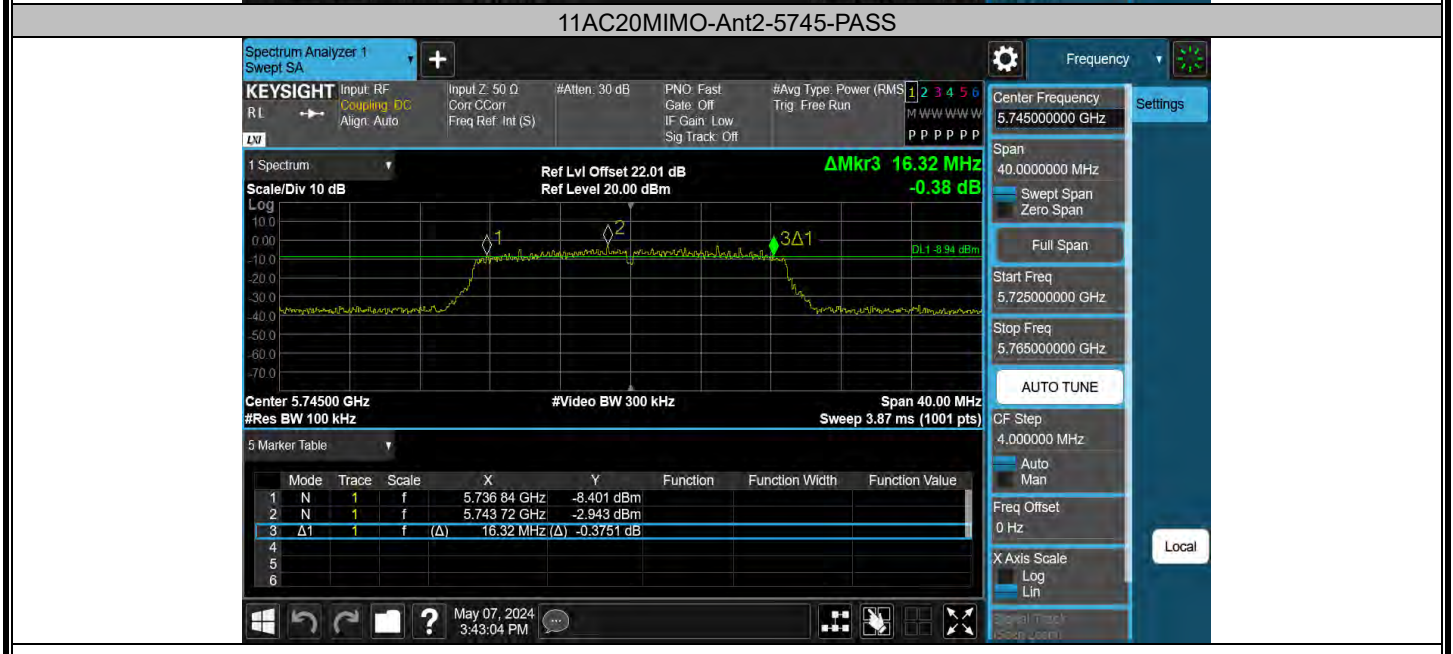 11AC20MIMO-Ant2-5745-PASS
Spectrum Analyzer 1
Swept SA
Frequency
KEYSIGHT
RL
LXI
Input: RF
Coupling: DC
Align: Auto
Input Z: 50 Ω
Corr CCorr
Freq Ref: Int (S)
#Atten: 30 dB
PNO: Fast
Gate: Off
IF Gain: Low
Sig Track: Off
#Avg Type: Power (RMS
Trig: Free Run
1 2 3 4 5 6
M W W W W W
P P P P P P
1 Spectrum
Scale/Div 10 dB
Ref Lvl Offset 22.01 dB
Ref Level 20.00 dBm
ΔMkr3 16.32 MHz
-0.38 dB
Log
10.0
0.00
-10.0
-20.0
-30.0
-40.0
-50.0
-60.0
-70.0
1
2
3Δ1
DL1 -8.94 dBm
Center 5.74500 GHz
#Video BW 300 kHz
Span 40.00 MHz
#Res BW 100 kHz
Sweep 3.87 ms (1001 pts)
5 Marker Table
Mode Trace Scale X Y Function Function Width Function Value
1 N 1 f 5.736 84 GHz -8.401 dBm
2 N 1 f 5.743 72 GHz -2.943 dBm
3 Δ1 1 f (Δ) 16.32 MHz (Δ) -0.3751 dB
4
5
6
?
May 07, 2024
3:43:04 PM
Center Frequency
5.745000000 GHz
Settings
Span
40.0000000 MHz
Swept Span
Zero Span
Full Span
Start Freq
5.725000000 GHz
Stop Freq
5.765000000 GHz
AUTO TUNE
CF Step
4.000000 MHz
Auto
Man
Freq Offset
0 Hz
X Axis Scale
Log
Lin
Signal Track
(Span Zoom)
Local